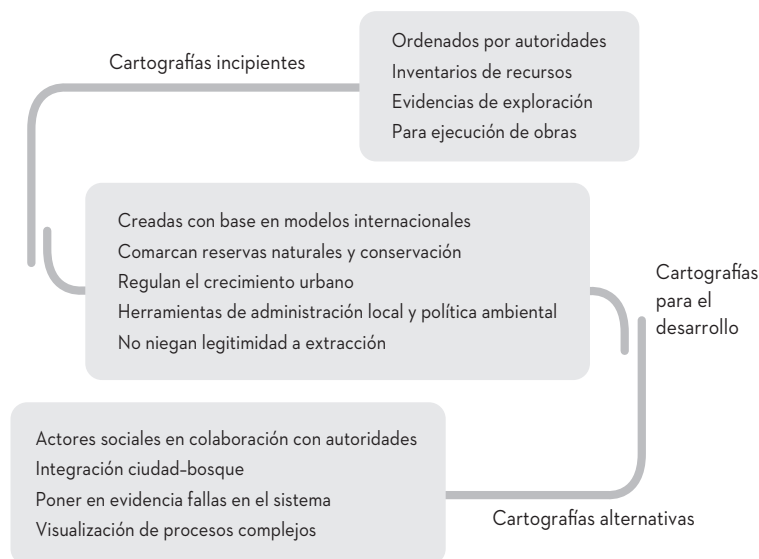 Cartografías incipientes
Ordenados por autoridades
Inventarios de recursos
Evidencias de exploración
Para ejecución de obras
Creadas con base en modelos internacionales
Comarcan reservas naturales y conservación
Regulan el crecimiento urbano
Herramientas de administración local y política ambiental
No niegan legitimidad a extracción
Cartografías
para el
desarrollo
Actores sociales en colaboración con autoridades
Integración ciudad-bosque
Poner en evidencia fallas en el sistema
Visualización de procesos complejos
Cartografías alternativas